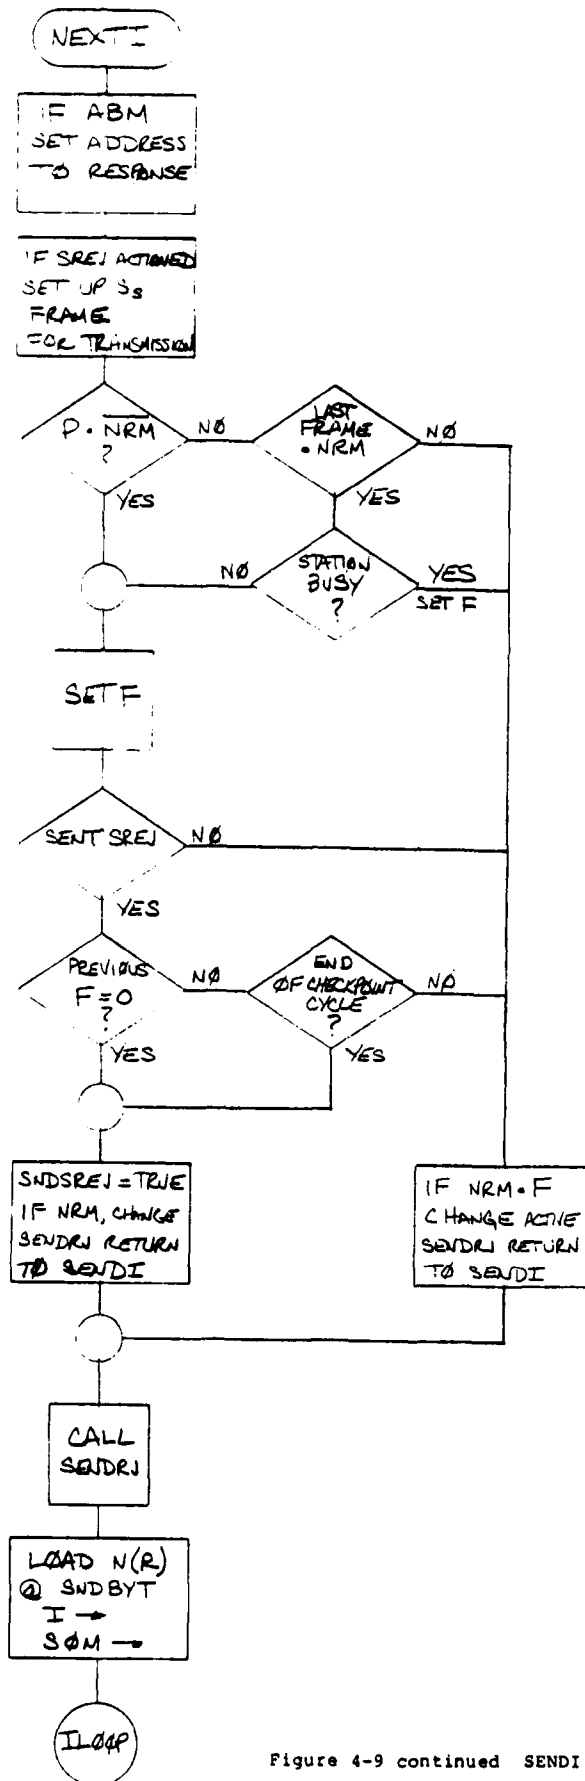 NEXTI
IF ABM
SET ADDRESS
TØ RESPONSE
IF SREJ ACTIONED
SET UP Ss
FRAME
FOR TRANSMISSION
P • N̅R̅M̅
?
NØ
YES
LAST
FRAME
• NRM
NØ
YES
STATION
BUSY
?
NØ
YES
SET F
SET F
SENT SREJ
NØ
YES
PREVIOUS
F = 0
?
NØ
YES
END
ØF CHECKPOINT
CYCLE
?
NØ
YES
SNDSREJ = TRUE
IF NRM, CHANGE
SENDRJ RETURN
TØ SENDI
IF NRM • F
CHANGE ACTIVE
SENDRJ RETURN
TØ SENDI
CALL
SENDRJ
LØAD N(R)
@ SNDBYT
I →
SØM →
ILØØP
Figure 4-9 continued SENDI